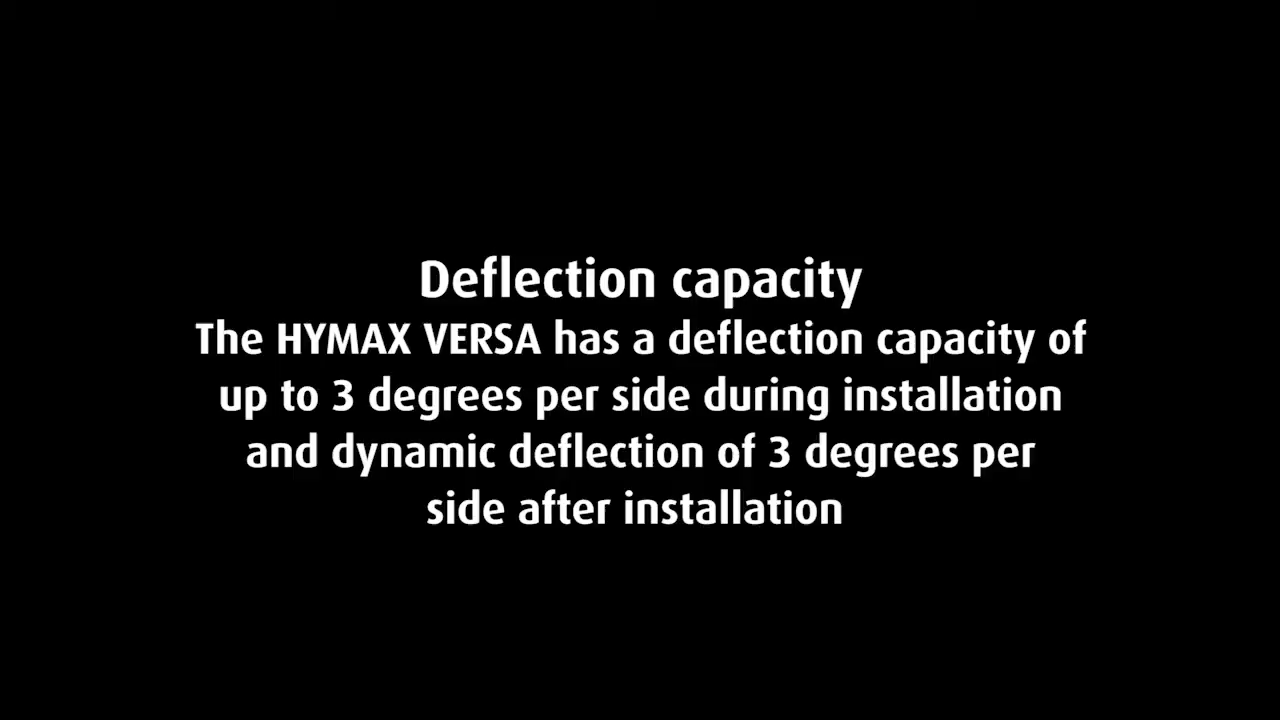 Deflection capacity
The HYMAX VERSA has a deflection capacity of
up to 3 degrees per side during installation
and dynamic deflection of 3 degrees per
side after installation